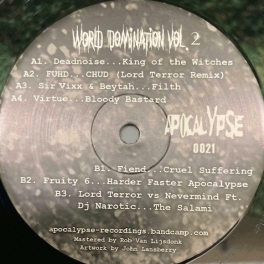 WORLD DOMINATION VOL. 2
A1. Deadnoise...King of the Witches
A2. FUHD...CHUD (Lord Terror Remix)
A3. Sir Vixx & Beytah...Filth
A4. Virtue...Bloody Bastard
APOCALYPSE
0021
B1. Fiend...Cruel Suffering
B2. Fruity 6...Harder Faster Apocalypse
B3. Lord Terror vs Nevermind Ft.
Dj Narotic...The Salami
apocalypse-recordings.bandcamp.com
Mastered by Rob Van Lijsdonk
Artwork by John Lansberry